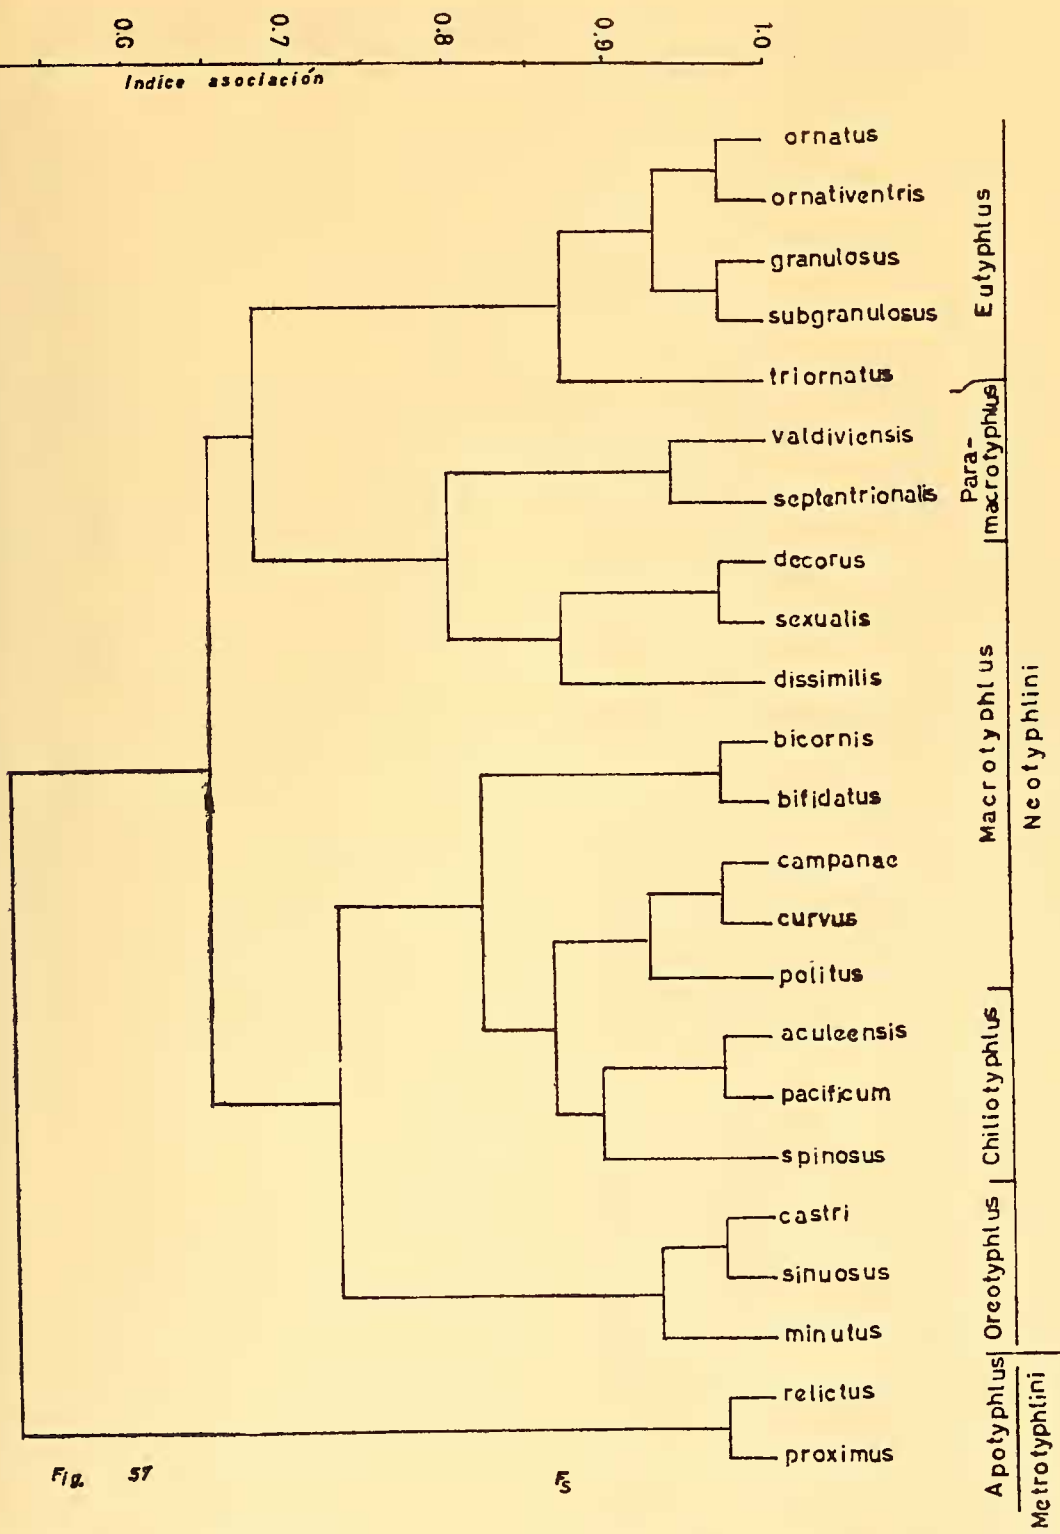 0.6 0.7 0.8 0.9 1.0
Indice asociación
ornatus
ornativentris
granulosus
subgranulosus
triornatus
valdiviensis
septentrionalis
decorus
sexualis
dissimilis
bicornis
bifidatus
campanae
curvus
politus
aculeensis
pacificum
spinosus
castri
sinuosus
minutus
relictus
proximus
Eutyphlus
Para-
macrotyphlus
Macrotyphlus
Chiliotyphlus
Oreotyphlus
Apotyphlus
Neotyphlini
Metrotyphlini
Fig. 57
FS